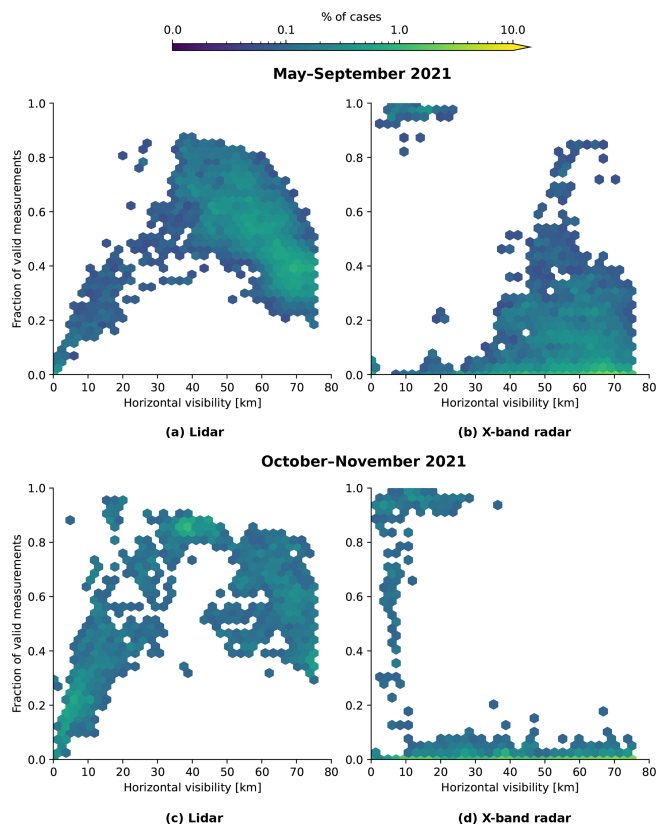 % of cases
0.0 0.1 1.0 10.0
May–September 2021
1.0
0.8
0.6
0.4
0.2
0.0
Fraction of valid measurements
0 10 20 30 40 50 60 70 80
Horizontal visibility [km]
(a) Lidar
1.0
0.8
0.6
0.4
0.2
0.0
0 10 20 30 40 50 60 70 80
Horizontal visibility [km]
(b) X-band radar
October–November 2021
1.0
0.8
0.6
0.4
0.2
0.0
Fraction of valid measurements
0 10 20 30 40 50 60 70 80
Horizontal visibility [km]
(c) Lidar
1.0
0.8
0.6
0.4
0.2
0.0
0 10 20 30 40 50 60 70 80
Horizontal visibility [km]
(d) X-band radar